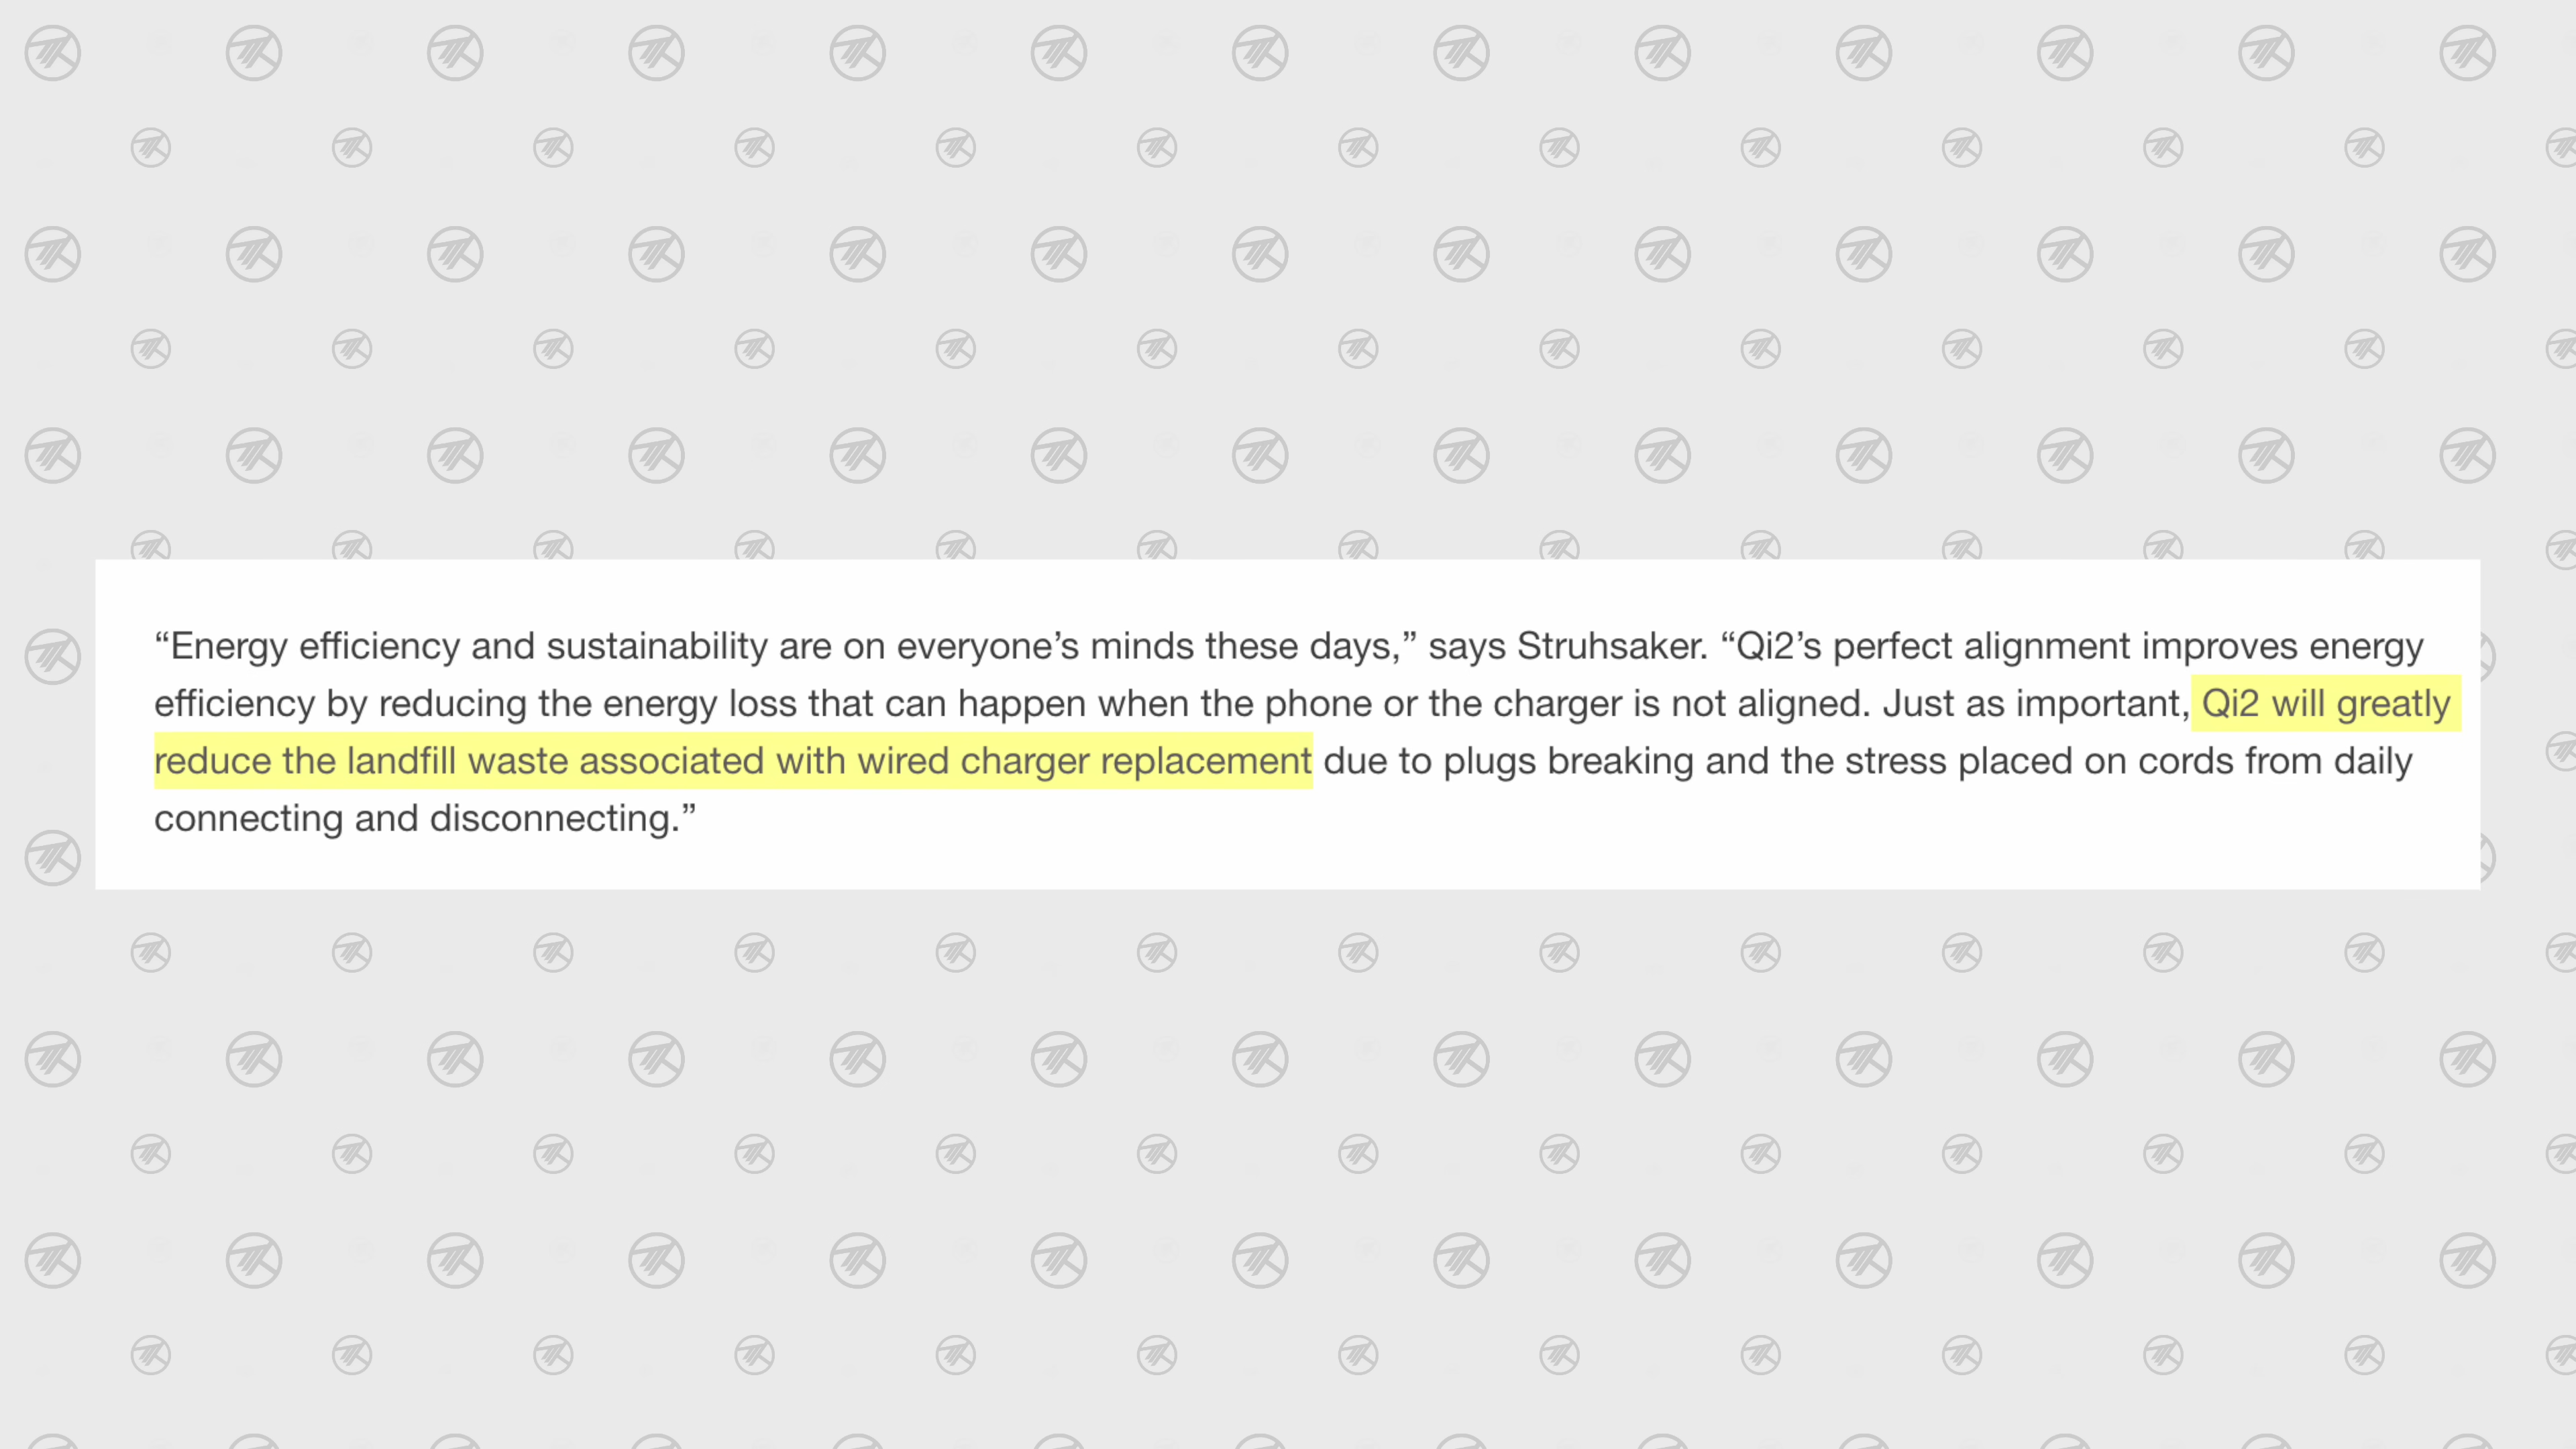 “Energy efficiency and sustainability are on everyone’s minds these days,” says Struhsaker. “Qi2’s perfect alignment improves energy
efficiency by reducing the energy loss that can happen when the phone or the charger is not aligned. Just as important, Qi2 will greatly
reduce the landfill waste associated with wired charger replacement due to plugs breaking and the stress placed on cords from daily
connecting and disconnecting.”